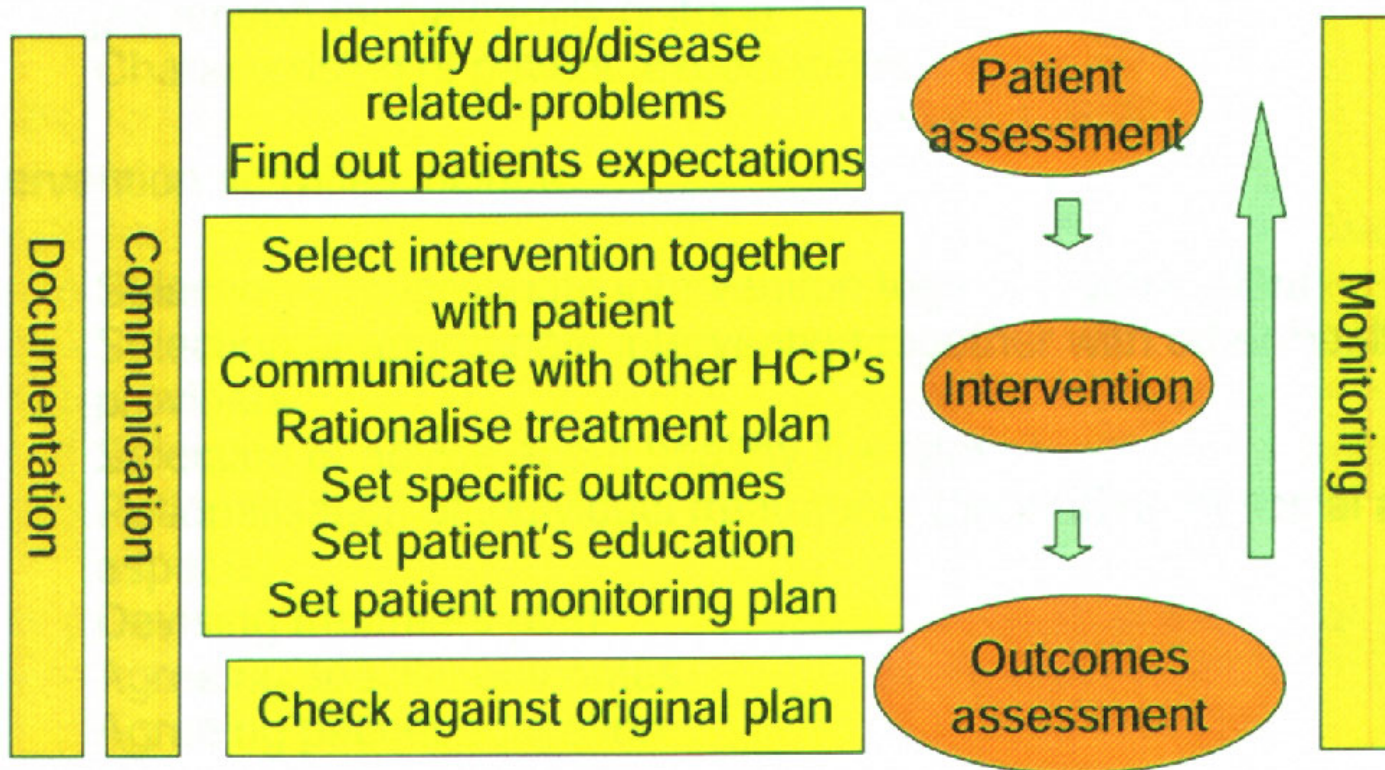 Documentation
Communication
Identify drug/disease
related· problems
Find out patients expectations
Select intervention together
with patient
Communicate with other HCP's
Rationalise treatment plan
Set specific outcomes
Set patient's education
Set patient monitoring plan
Check against original plan
Patient
assessment
Intervention
Outcomes
assessment
Monitoring